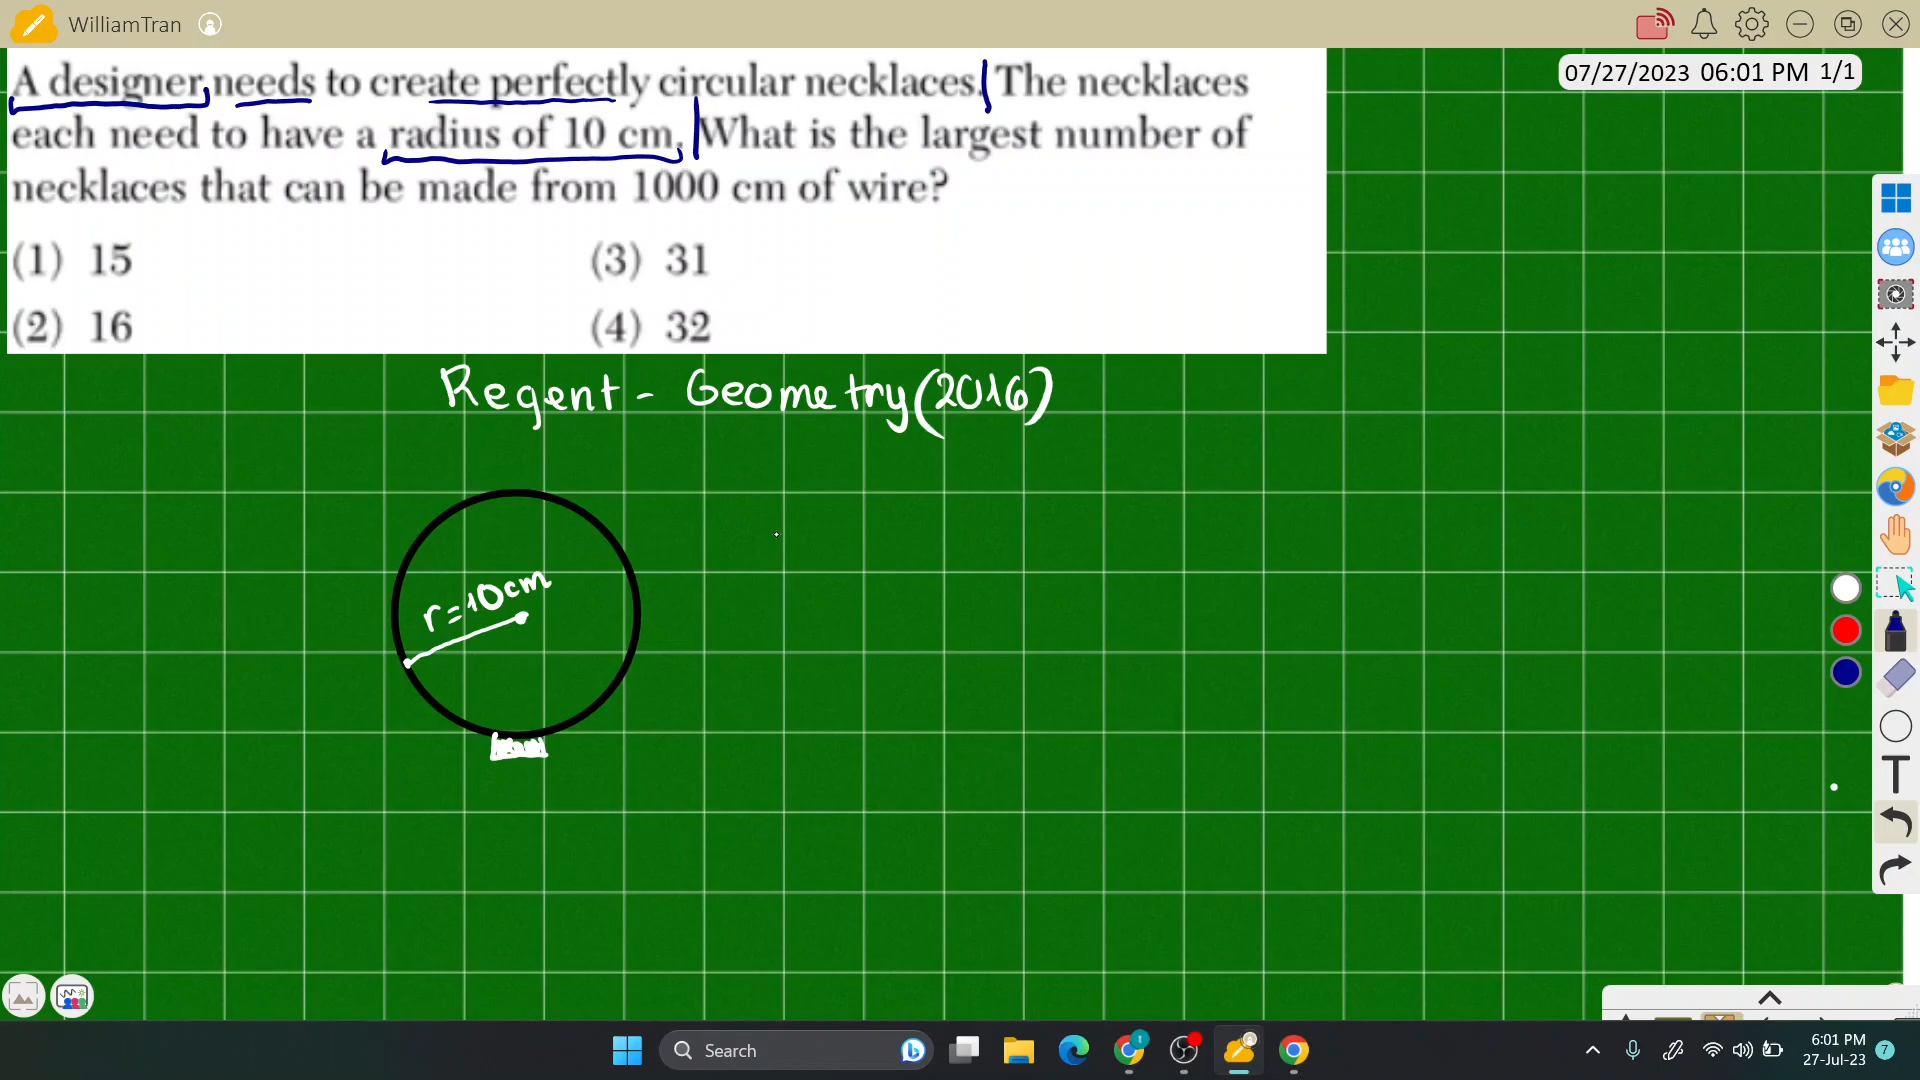 WilliamTran
07/27/2023 06:01 PM 1/1
A designer needs to create perfectly circular necklaces. The necklaces
each need to have a radius of 10 cm. What is the largest number of
necklaces that can be made from 1000 cm of wire?
(1) 15
(3) 31
(2) 16
(4) 32
Regent - Geometry (2016)
r=10cm
T
Search
t
6:01 PM
27-Jul-23
7